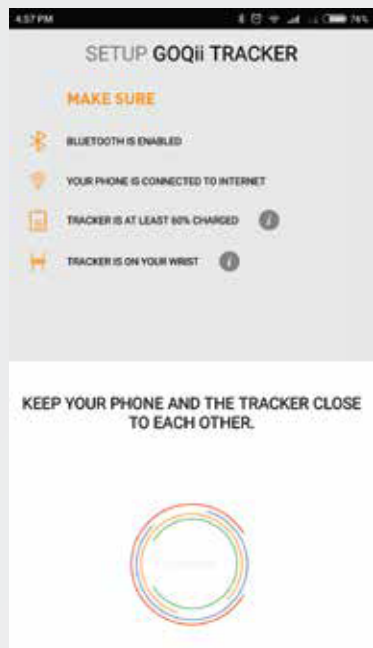 4:57 PM 76%
SETUP GOQii TRACKER
MAKE SURE
BLUETOOTH IS ENABLED
YOUR PHONE IS CONNECTED TO INTERNET
TRACKER IS AT LEAST 60% CHARGED i
TRACKER IS ON YOUR WRIST i
KEEP YOUR PHONE AND THE TRACKER CLOSE
TO EACH OTHER.